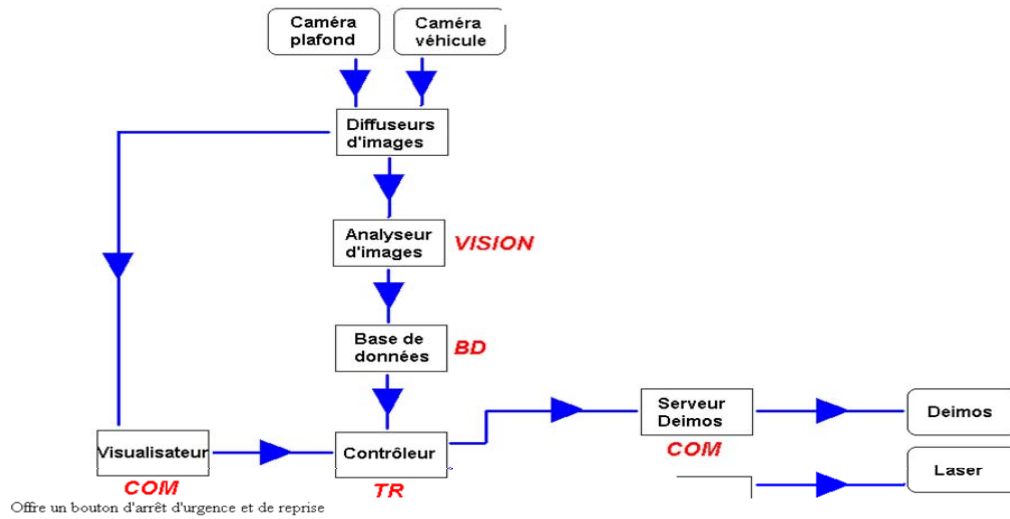 Caméra
plafond
Caméra
véhicule
Diffuseurs
d'images
Analyseur
d'images
VISION
Base de
données
BD
Serveur
Deimos
COM
Deimos
Visualisateur
COM
Contrôleur
TR
Laser
Offre un bouton d'arrêt d'urgence et de reprise